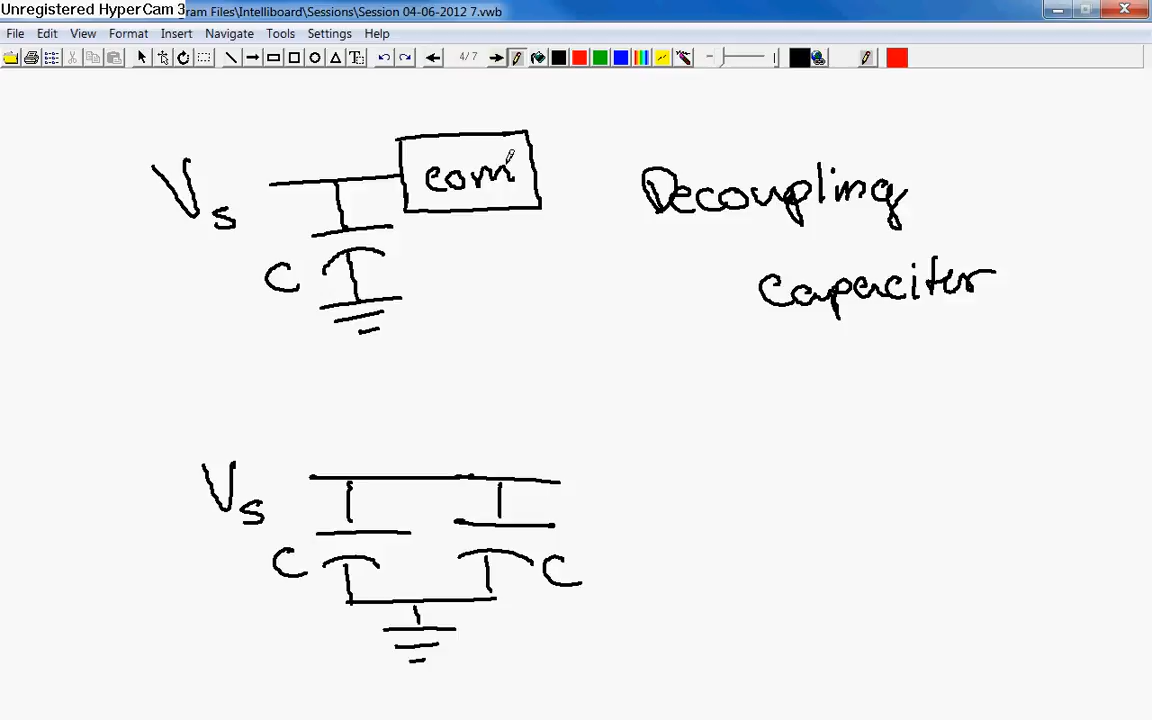 Unregistered HyperCam 3
ram Files\Intelliboard\Sessions\Session 04-06-2012 7.vwb
File Edit View Format Insert Navigate Tools Settings Help
4/7
Vs com Decoupling
C capaciter
Vs
C C